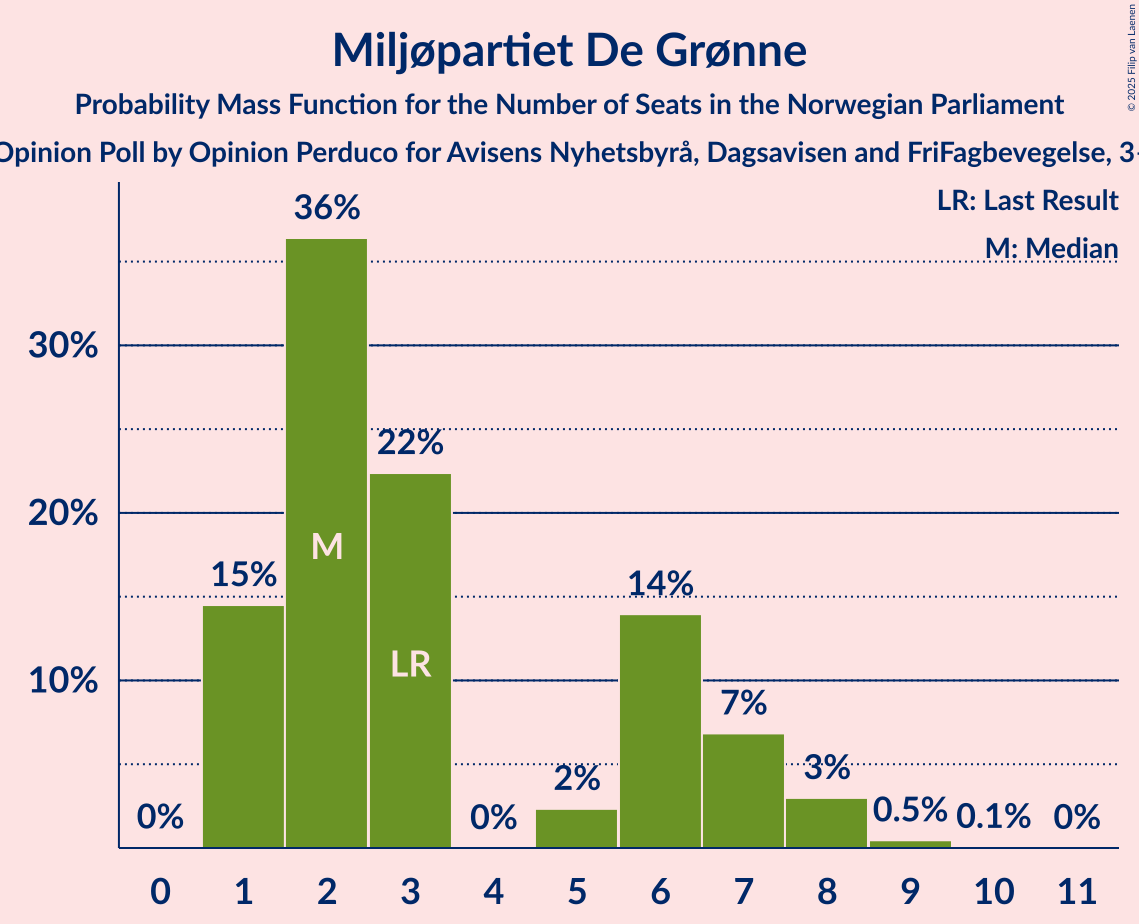 Miljøpartiet De Grønne
Probability Mass Function for the Number of Seats in the Norwegian Parliament
Opinion Poll by Opinion Perduco for Avisens Nyhetsbyrå, Dagsavisen and FriFagbevegelse, 3-
© 2025 Filip van Laenen
LR: Last Result
M: Median
30%
20%
10%
0%
15%
36%
22%
0%
2%
14%
7%
3%
0.5%
0.1%
0%
M
LR
0 1 2 3 4 5 6 7 8 9 10 11